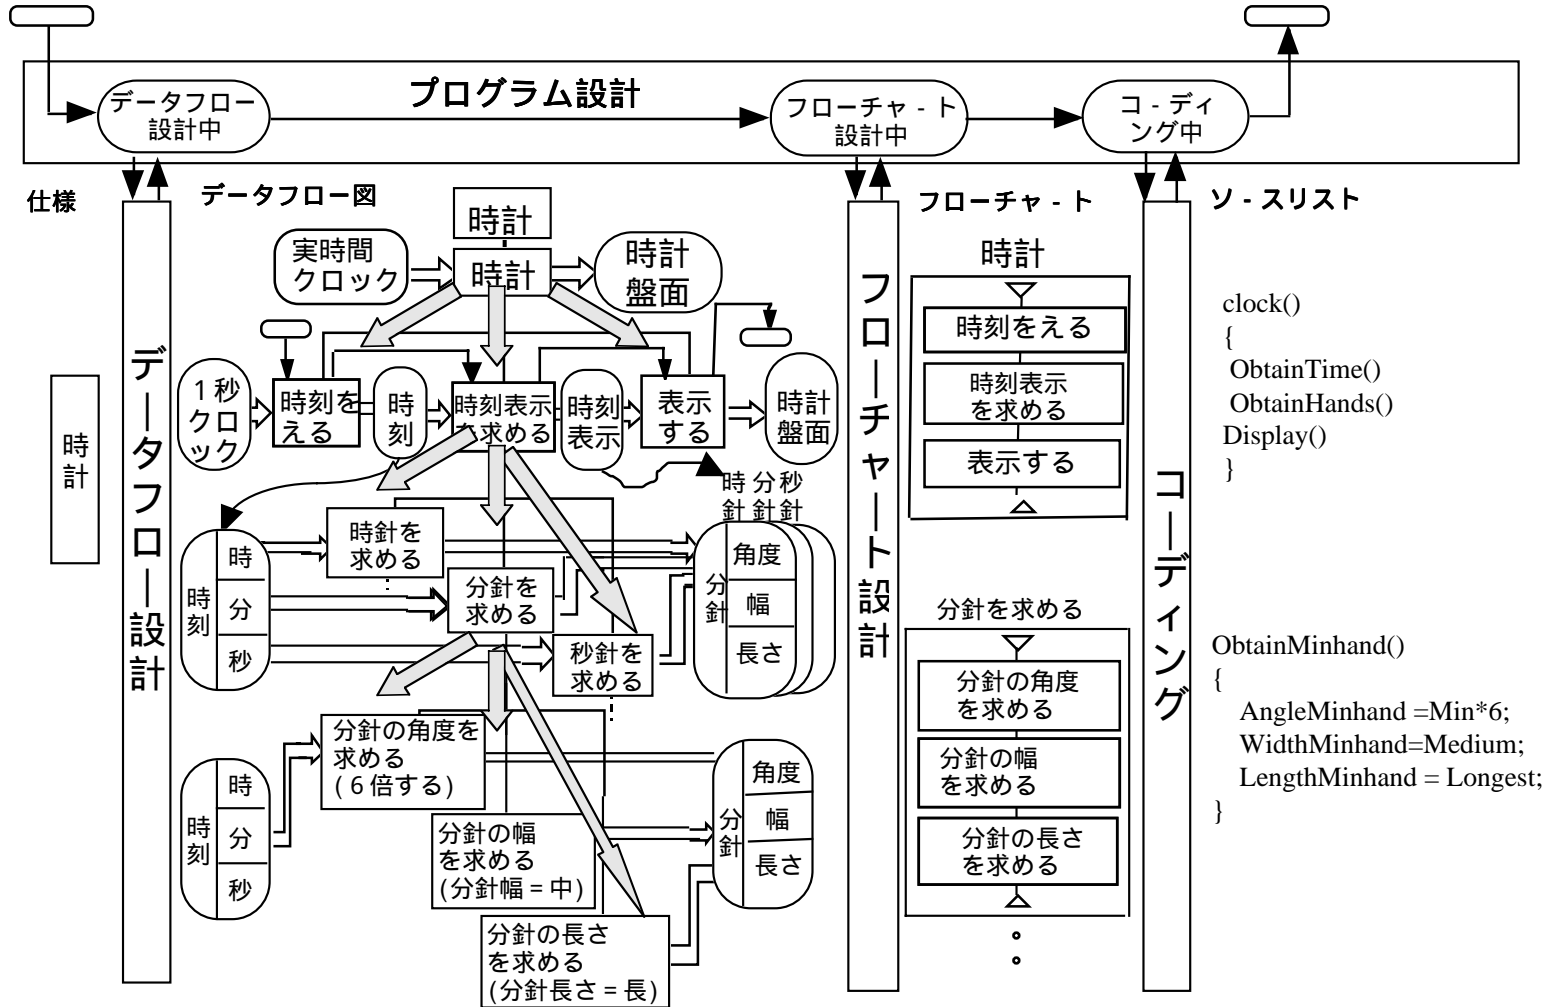 プログラム設計
データフロー
設計中
フローチャ - ト
設計中
コ - ディ
ング中
仕様
データフロー図
フローチャ - ト
ソ - スリスト
時計
データフロー設計
時計
実時間
クロック
時計
時計
盤面
1秒
クロ
ック
時刻を
える
時
刻
時刻表示
を求める
時刻
表示
表示
する
時計
盤面
時 分 秒
針 針 針
時刻
時
分
秒
時針を
求める
分針を
求める
秒針を
求める
分針
角度
幅
長さ
時刻
時
分
秒
分針の角度を
求める
(6倍する)
分針の幅
を求める
(分針幅=中)
分針の長さ
を求める
(分針長さ=長)
分針
角度
幅
長さ
フローチャート設計
時計
時刻をえる
時刻表示
を求める
表示する
分針を求める
分針の角度
を求める
分針の幅
を求める
分針の長さ
を求める
コーディング
clock()
{
ObtainTime()
ObtainHands()
Display()
}
ObtainMinhand()
{
AngleMinhand =Min*6;
WidthMinhand=Medium;
LengthMinhand = Longest;
}